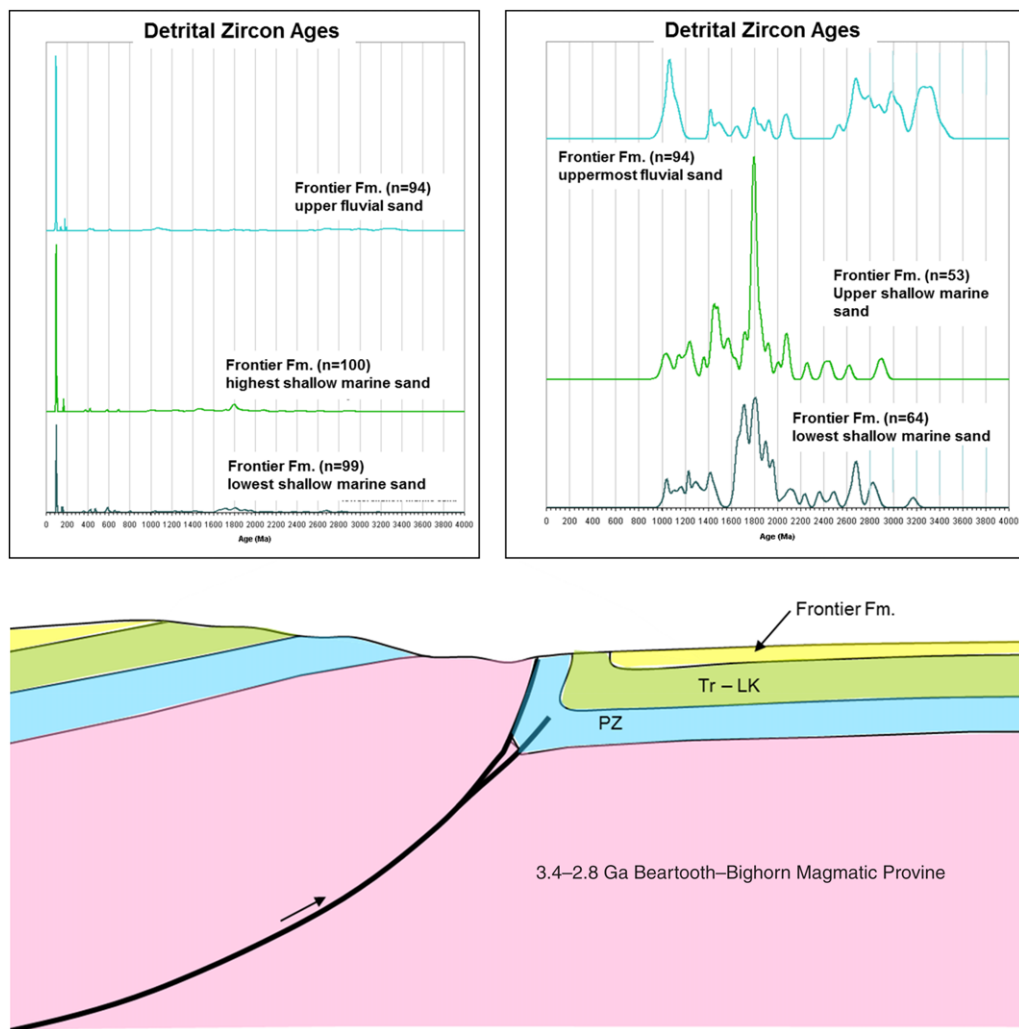 Detrital Zircon Ages
Frontier Fm. (n=94)
upper fluvial sand
Frontier Fm. (n=100)
highest shallow marine sand
Frontier Fm. (n=99)
lowest shallow marine sand
0 200 400 600 800 1000 1200 1400 1600 1800 2000 2200 2400 2600 2800 3000 3200 3400 3600 3800 4000
Age (Ma)
Detrital Zircon Ages
Frontier Fm. (n=94)
uppermost fluvial sand
Frontier Fm. (n=53)
Upper shallow marine
sand
Frontier Fm. (n=64)
lowest shallow marine sand
0 200 400 600 800 1000 1200 1400 1600 1800 2000 2200 2400 2600 2800 3000 3200 3400 3600 3800 4000
Age (Ma)
Frontier Fm.
Tr – LK
PZ
3.4–2.8 Ga Beartooth–Bighorn Magmatic Provine